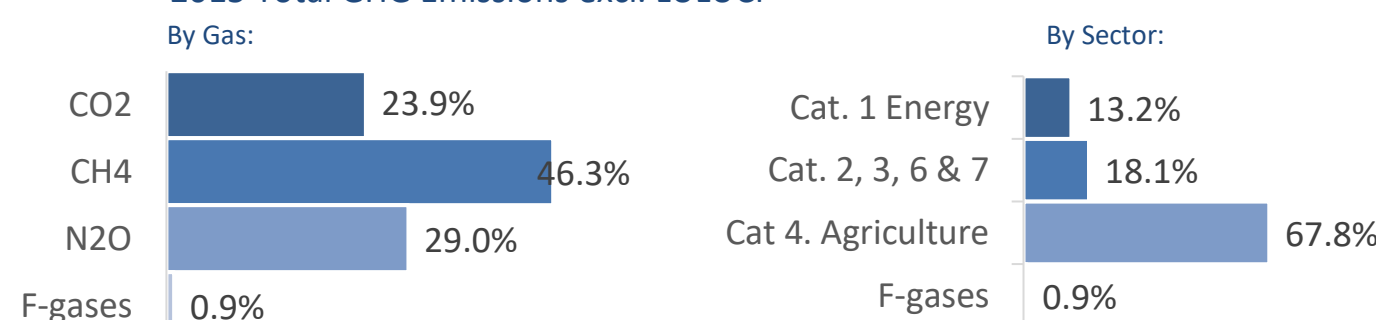 By Gas:
CO2 23.9%
CH4 46.3%
N2O 29.0%
F-gases 0.9%
By Sector:
Cat. 1 Energy 13.2%
Cat. 2, 3, 6 & 7 18.1%
Cat 4. Agriculture 67.8%
F-gases 0.9%